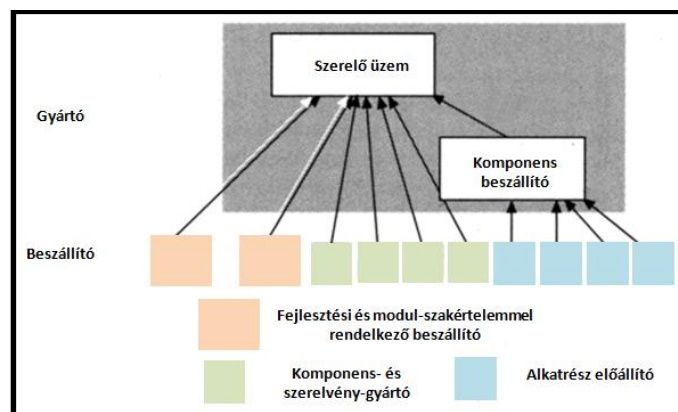 Szerelő üzem
Gyártó
Komponens
beszállító
Beszállító
Fejlesztési és modul-szakértelemmel
rendelkező beszállító
Komponens- és
szerelvény-gyártó
Alkatrész előállító